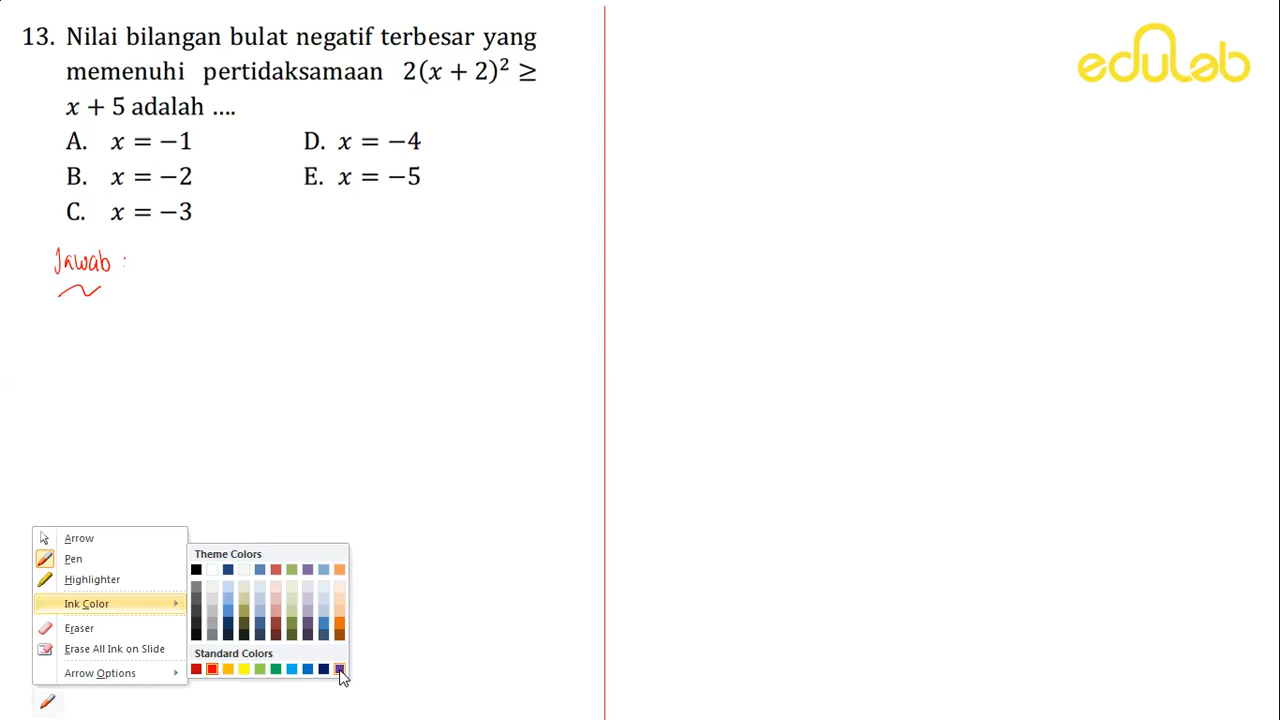 13. Nilai bilangan bulat negatif terbesar yang
memenuhi pertidaksamaan 2(x + 2)² ≥
x + 5 adalah ....
A. x = −1
D. x = −4
B. x = −2
E. x = −5
C. x = −3
Jawab :
edulab
Arrow
Pen
Highlighter
Ink Color
Eraser
Erase All Ink on Slide
Arrow Options
Theme Colors
Standard Colors